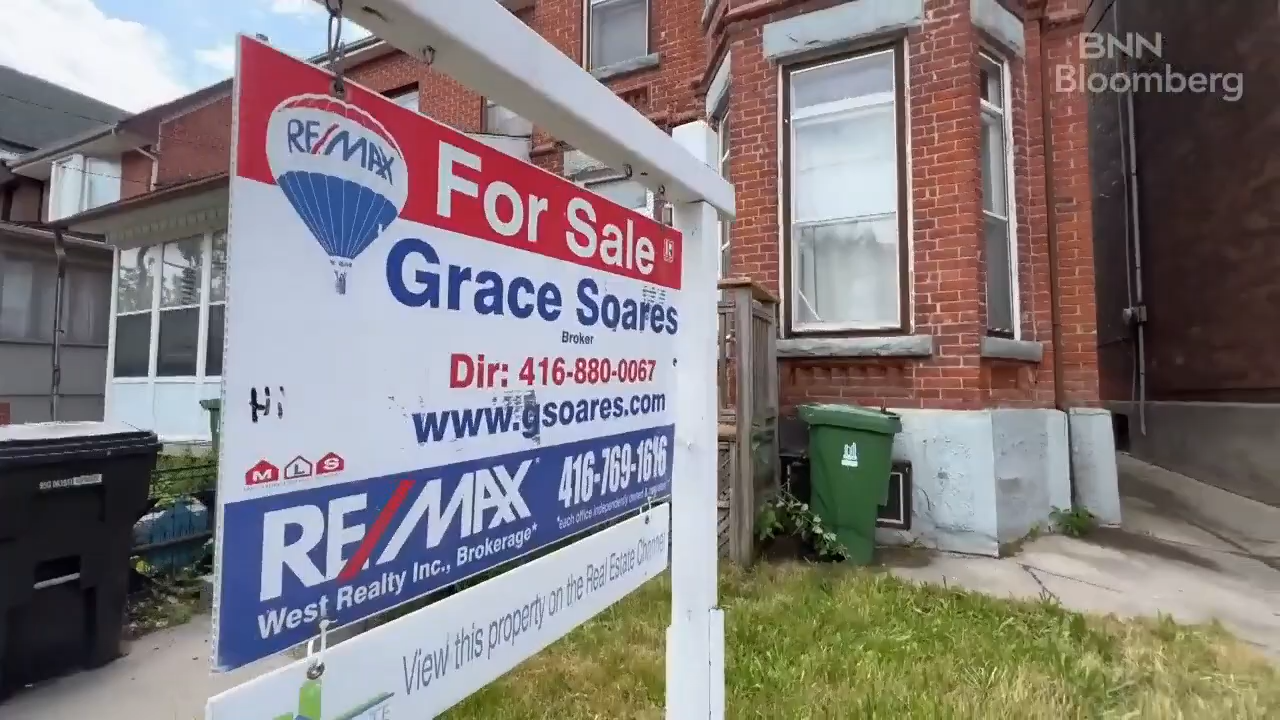 BNN
Bloomberg
RE/MAX
For Sale
Grace Soares
Broker
Dir: 416-880-0067
www.gsoares.com
Hi
MLS
RE/MAX
416-769-1616
*each office independently owned & operated
West Realty Inc., Brokerage*
View this property on the Real Estate Channel